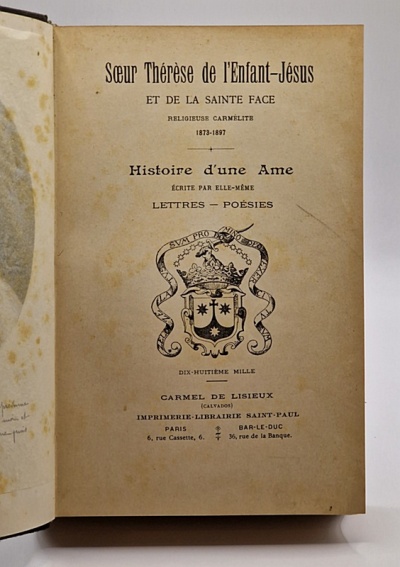 Sœur Thérèse de l'Enfant-Jésus
ET DE LA SAINTE FACE
RELIGIEUSE CARMÉLITE
1873-1897
Histoire d'une Ame
ÉCRITE PAR ELLE-MÊME
LETTRES — POÉSIES
DIX-HUITIÈME MILLE
CARMEL DE LISIEUX
(CALVADOS)
IMPRIMERIE-LIBRAIRIE SAINT-PAUL
PARIS
6, rue Cassette, 6.
BAR-LE-DUC
36, rue de la Banque.